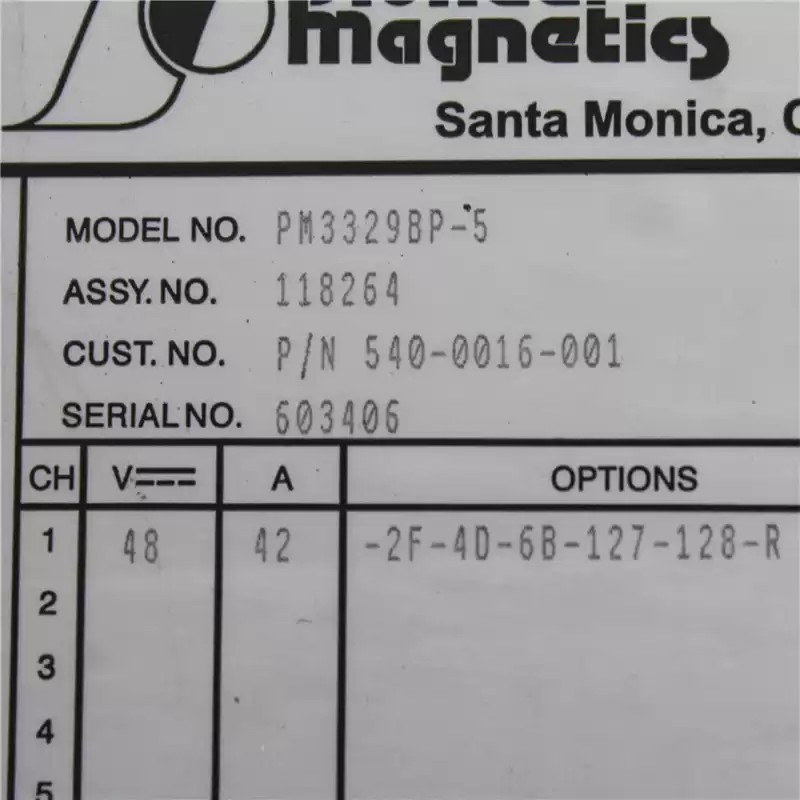 magnetics
Santa Monica, C
MODEL NO. PM3329BP-5
ASSY. NO. 118264
CUST. NO. P/N 540-0016-001
SERIAL NO. 603406
CH V A OPTIONS
1 48 42 -2F-4D-6B-127-128-R
2
3
4
5